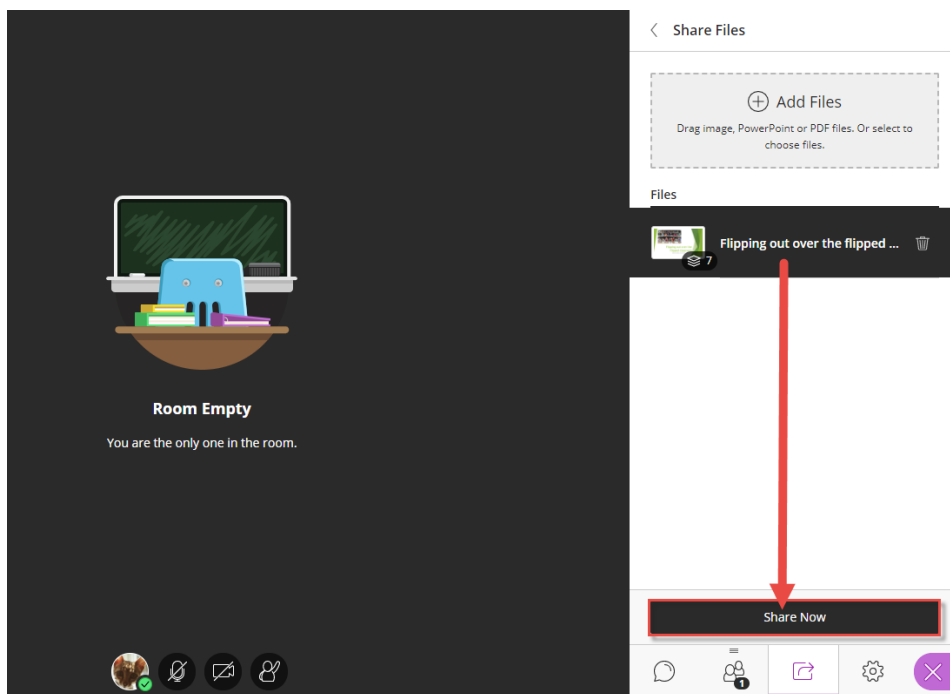 Share Files
Add Files
Drag image, PowerPoint or PDF files. Or select to
choose files.
Files
Flipping out over the flipped ...
7
Room Empty
You are the only one in the room.
Share Now
1